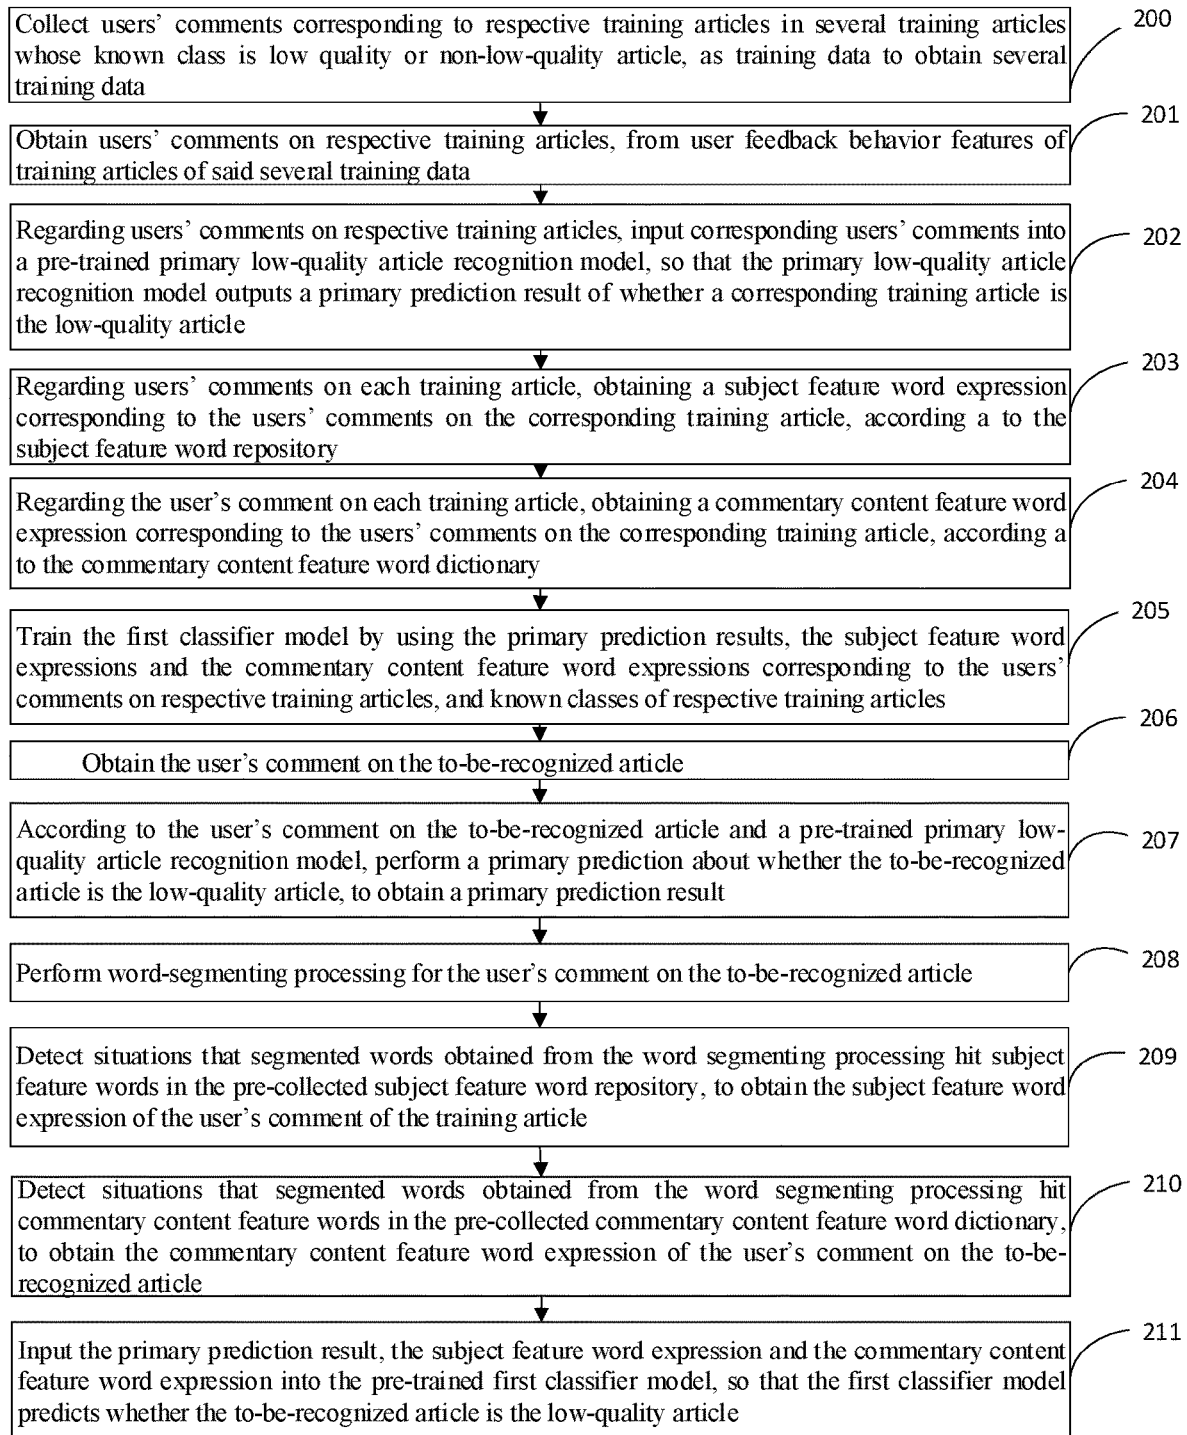 200
Collect users' comments corresponding to respective training articles in several training articles
whose known class is low quality or non-low-quality article, as training data to obtain several
training data
201
Obtain users' comments on respective training articles, from user feedback behavior features of
training articles of said several training data
202
Regarding users' comments on respective training articles, input corresponding users' comments into
a pre-trained primary low-quality article recognition model, so that the primary low-quality article
recognition model outputs a primary prediction result of whether a corresponding training article is
the low-quality article
203
Regarding users' comments on each training article, obtaining a subject feature word expression
corresponding to the users' comments on the corresponding training article, according a to the
subject feature word repository
204
Regarding the user's comment on each training article, obtaining a commentary content feature word
expression corresponding to the users' comments on the corresponding training article, according a
to the commentary content feature word dictionary
205
Train the first classifier model by using the primary prediction results, the subject feature word
expressions and the commentary content feature word expressions corresponding to the users'
comments on respective training articles, and known classes of respective training articles
206
Obtain the user's comment on the to-be-recognized article
207
According to the user's comment on the to-be-recognized article and a pre-trained primary low-
quality article recognition model, perform a primary prediction about whether the to-be-recognized
article is the low-quality article, to obtain a primary prediction result
208
Perform word-segmenting processing for the user's comment on the to-be-recognized article
209
Detect situations that segmented words obtained from the word segmenting processing hit subject
feature words in the pre-collected subject feature word repository, to obtain the subject feature word
expression of the user's comment of the training article
210
Detect situations that segmented words obtained from the word segmenting processing hit
commentary content feature words in the pre-collected commentary content feature word dictionary,
to obtain the commentary content feature word expression of the user's comment on the to-be-
recognized article
211
Input the primary prediction result, the subject feature word expression and the commentary content
feature word expression into the pre-trained first classifier model, so that the first classifier model
predicts whether the to-be-recognized article is the low-quality article